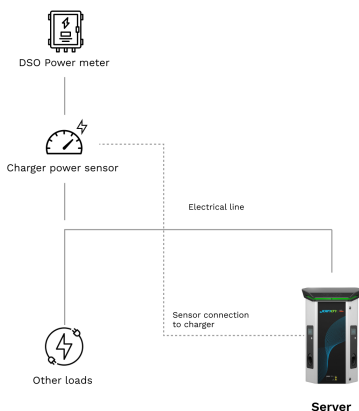 DSO Power meter
Charger power sensor
Electrical line
Sensor connection
to charger
Other loads
Server